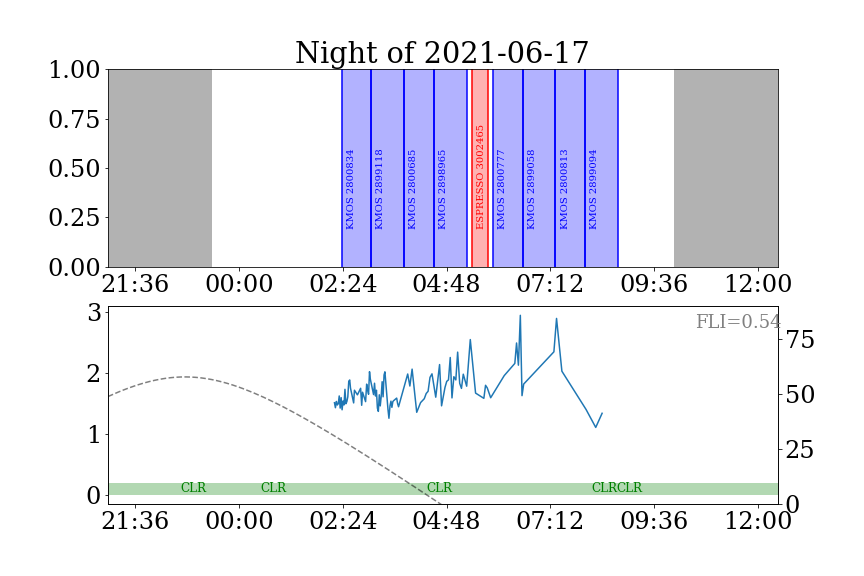 Night of 2021-06-17
1.00
0.75
0.50
0.25
0.00
KMOS 2800834
KMOS 2899118
KMOS 2800685
KMOS 2898965
ESPRESSO 3002465
KMOS 2800777
KMOS 2899058
KMOS 2800813
KMOS 2899094
21:36 00:00 02:24 04:48 07:12 09:36 12:00
3
2
1
0
FLI=0.54
75
50
25
0
CLR CLR CLR CLR CLR
21:36 00:00 02:24 04:48 07:12 09:36 12:00